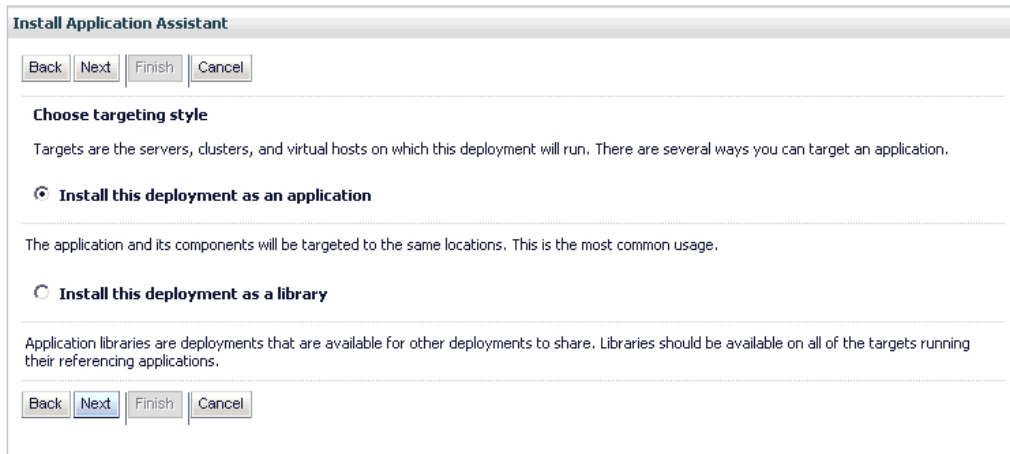 Install Application Assistant
Back Next Finish Cancel
Choose targeting style
Targets are the servers, clusters, and virtual hosts on which this deployment will run. There are several ways you can target an application.
Install this deployment as an application
The application and its components will be targeted to the same locations. This is the most common usage.
Install this deployment as a library
Application libraries are deployments that are available for other deployments to share. Libraries should be available on all of the targets running
their referencing applications.
Back Next Finish Cancel